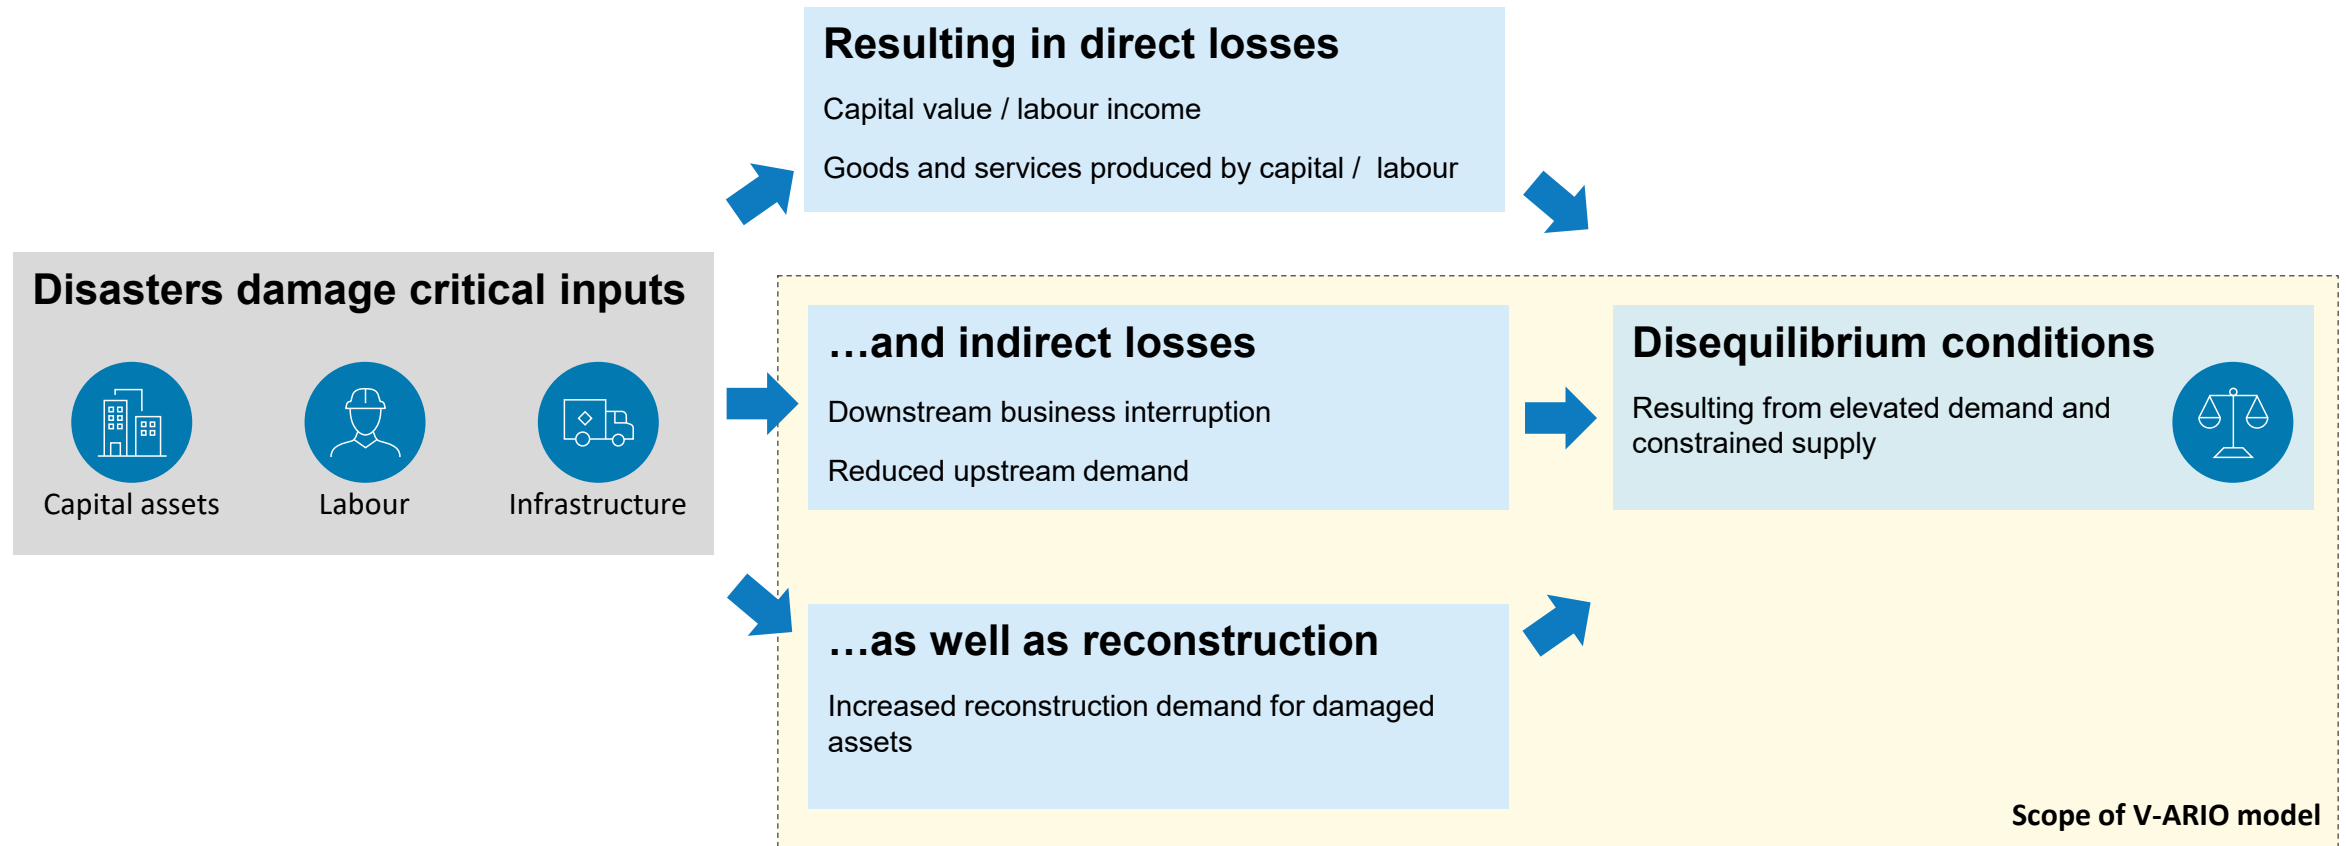 Resulting in direct losses
Capital value / labour income
Goods and services produced by capital /  labour
Disasters damage critical inputs
Capital assets
Labour
Infrastructure
…and indirect losses
Downstream business interruption
Reduced upstream demand
Disequilibrium conditions
Resulting from elevated demand and
constrained supply
…as well as reconstruction
Increased reconstruction demand for damaged
assets
Scope of V-ARIO model